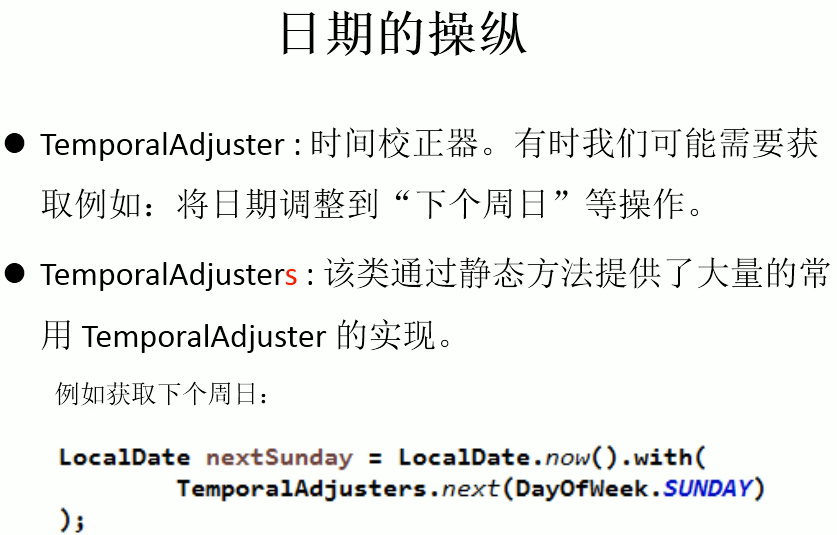 日期的操纵
● TemporalAdjuster : 时间校正器。有时我们可能需要获
取例如：将日期调整到“下个周日”等操作。
● TemporalAdjusters : 该类通过静态方法提供了大量的常
用 TemporalAdjuster 的实现。
例如获取下个周日：
LocalDate nextSunday = LocalDate.now().with(
        TemporalAdjusters.next(DayOfWeek.SUNDAY)
);